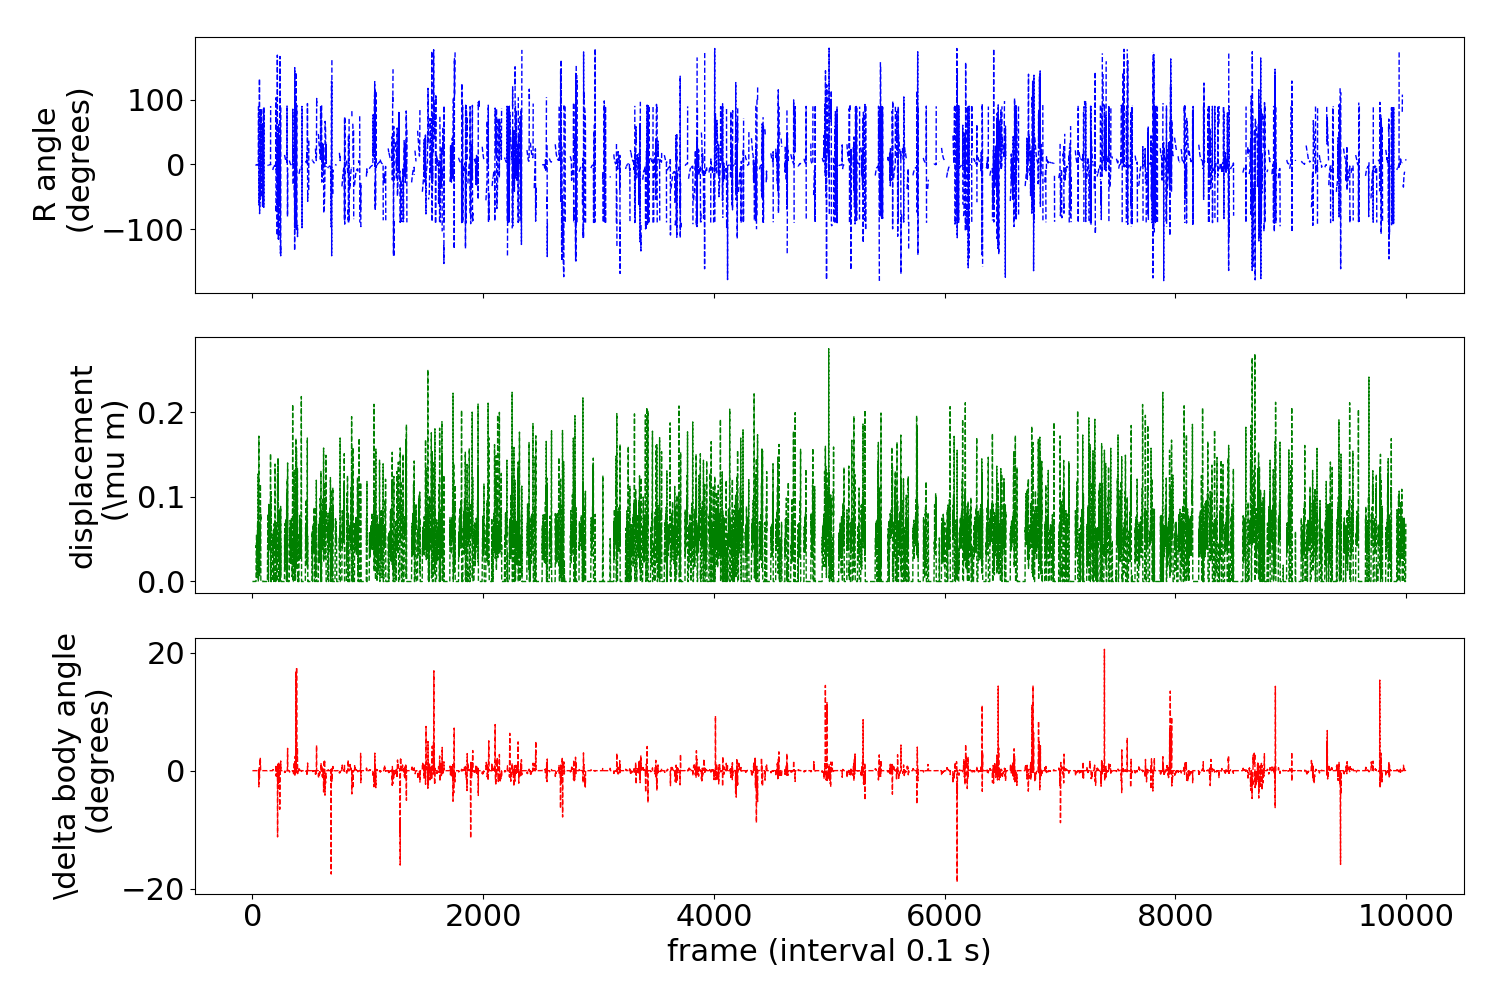 R angle
(degrees)
100
0
−100
displacement
(\mu m)
0.2
0.1
0.0
\delta body angle
(degrees)
20
0
−20
0 2000 4000 6000 8000 10000
frame (interval 0.1 s)